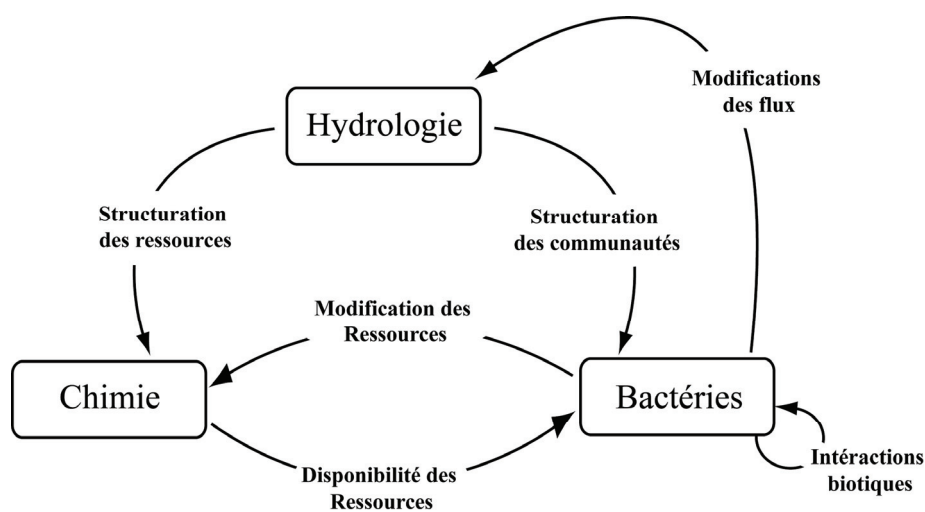 Modifications
des flux
Hydrologie
Structuration
des ressources
Structuration
des communautés
Modification des
Ressources
Chimie
Bactéries
Intéractions
biotiques
Disponibilité des
Ressources